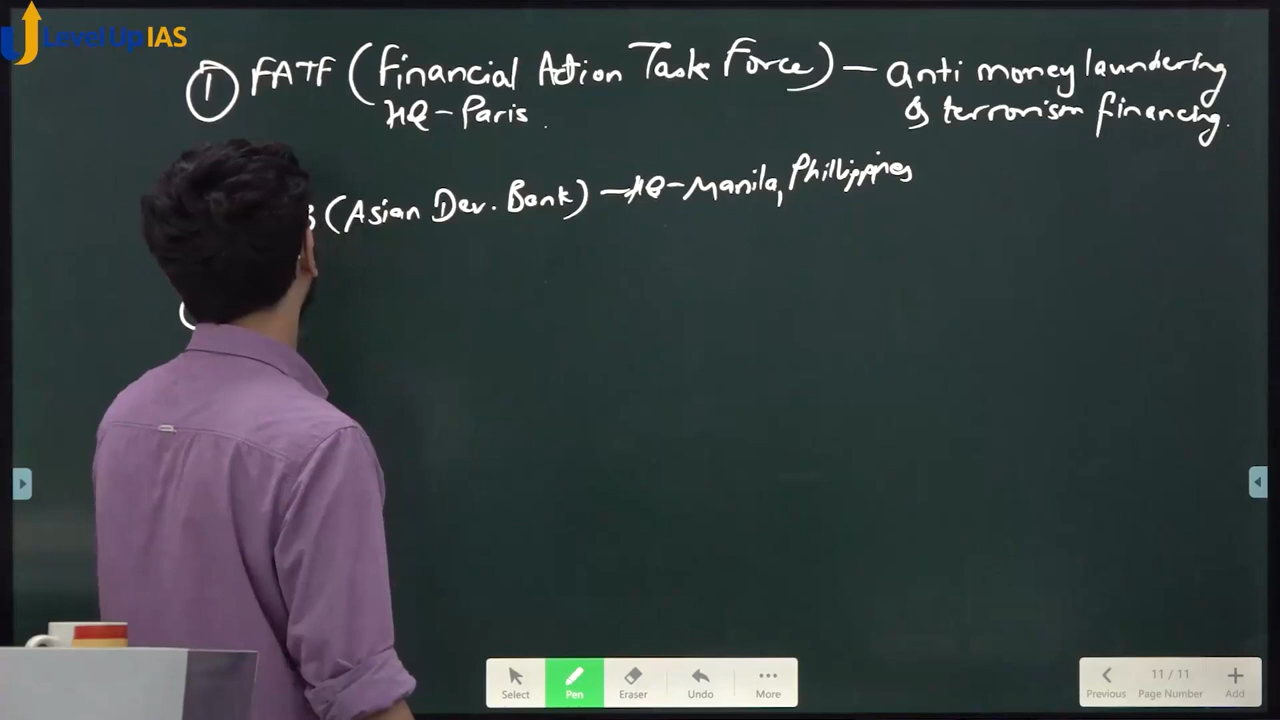 Level Up IAS
① FATF (Financial Action Task Force) — anti money laundering
HQ - Paris.
& terrorism financing.
(Asian Dev. Bank) — HQ - Manila, Phillippines
Select
Pen
Eraser
Undo
More
11 / 11
Previous
Page Number
Add